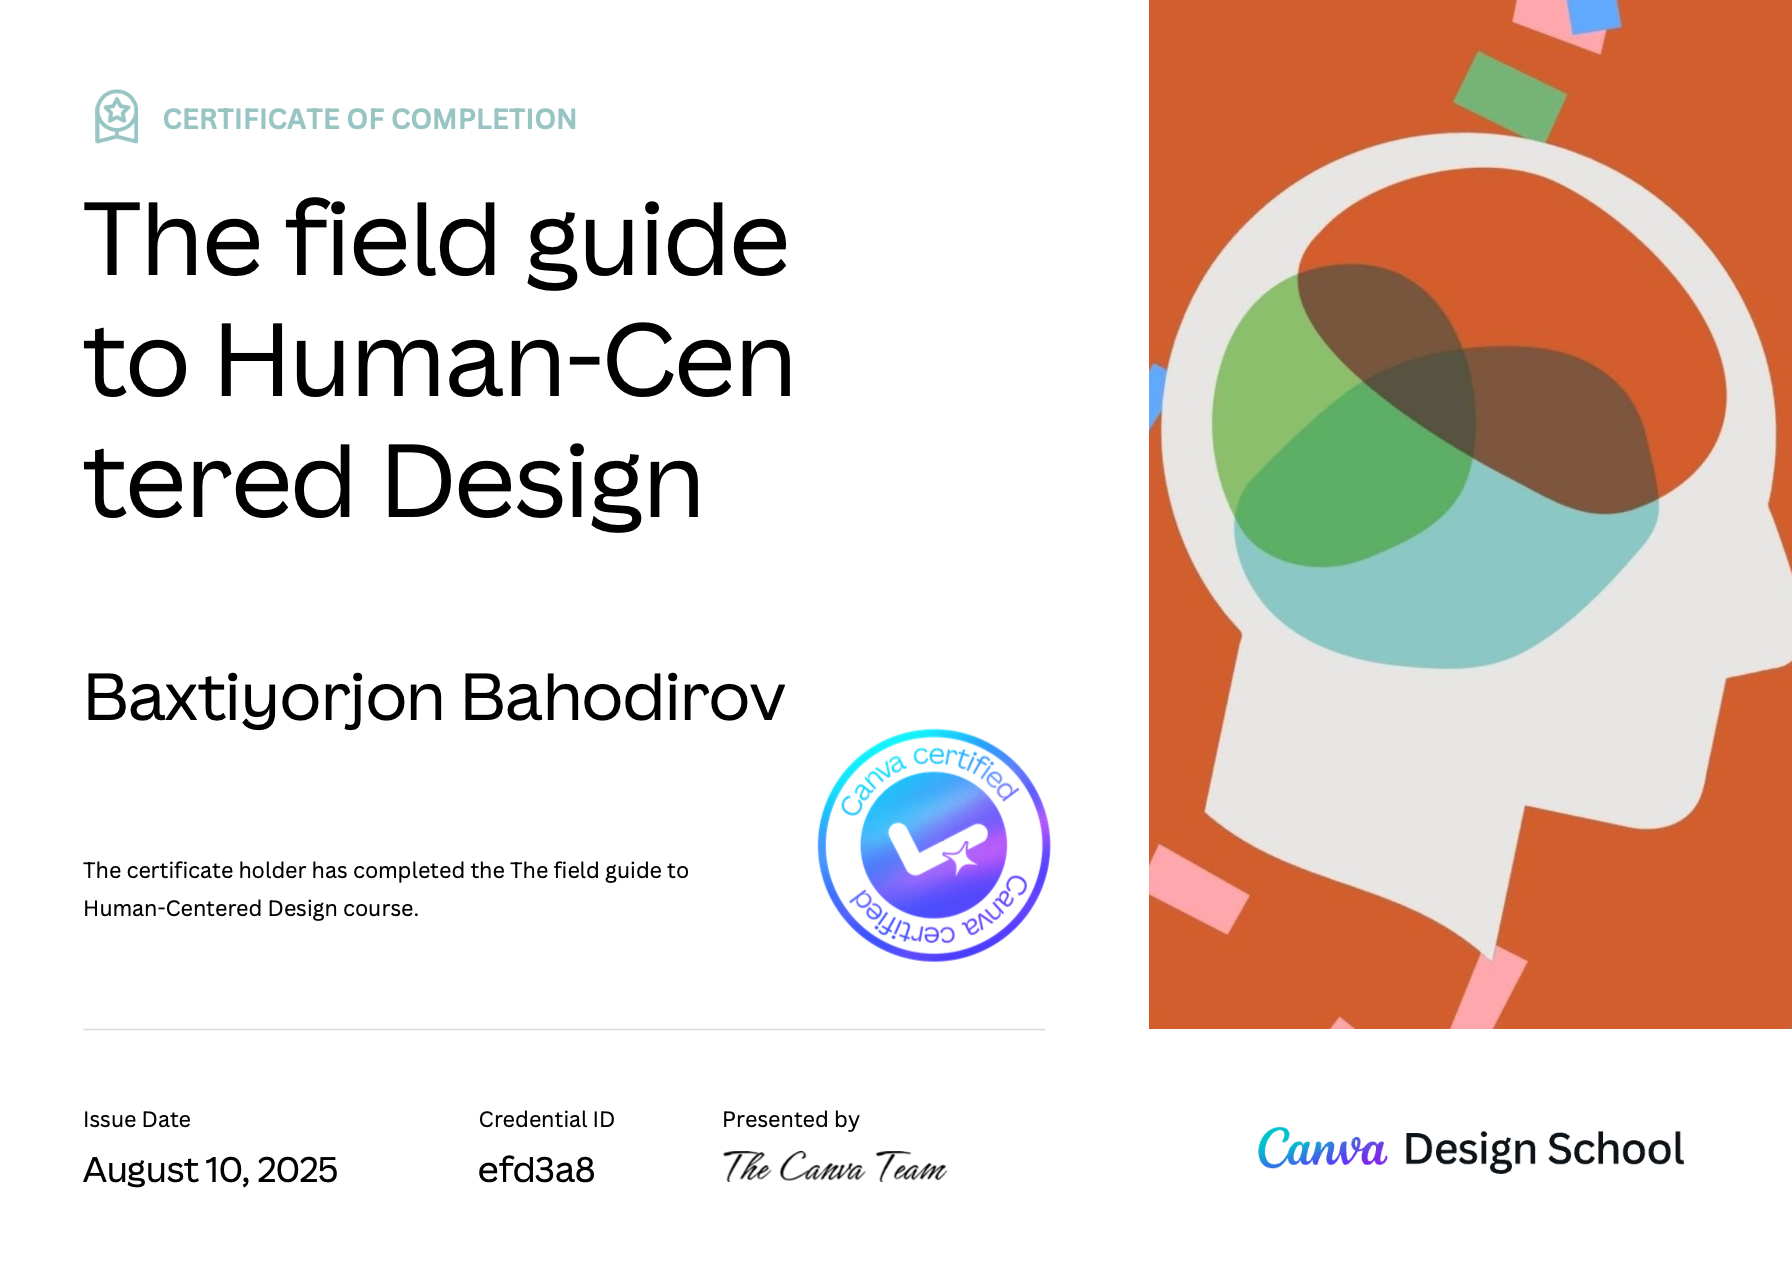 CERTIFICATE OF COMPLETION
The field guide
to Human-Cen
tered Design
Baxtiyorjon Bahodirov
Canva certified
Canva certified
The certificate holder has completed the The field guide to
Human-Centered Design course.
Issue Date
August 10, 2025
Credential ID
efd3a8
Presented by
The Canva Team
Canva Design School